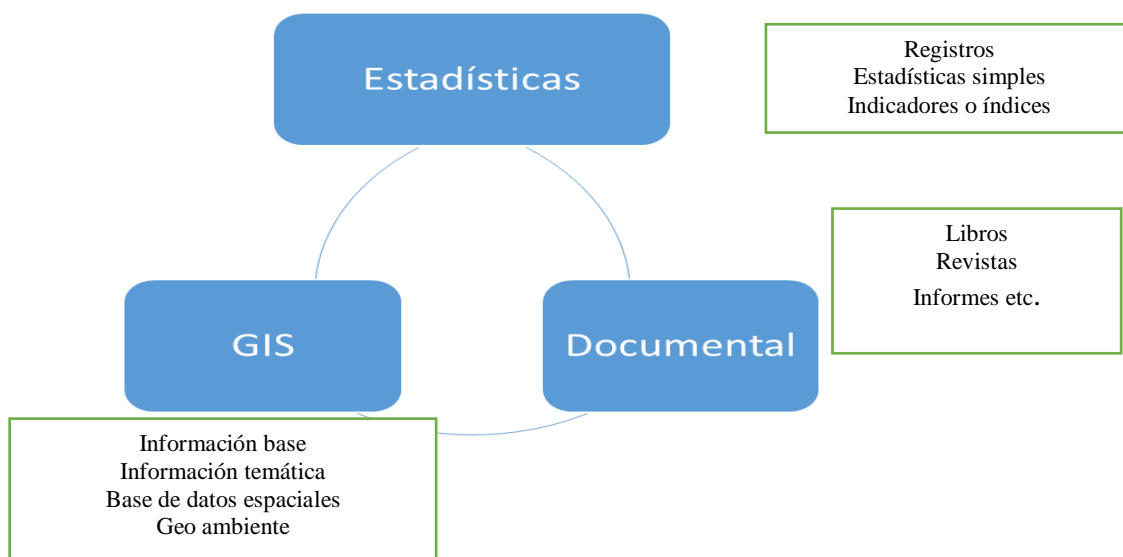 Estadísticas
Registros
Estadísticas simples
Indicadores o índices
Libros
Revistas
Informes etc.
GIS
Documental
Información base
Información temática
Base de datos espaciales
Geo ambiente